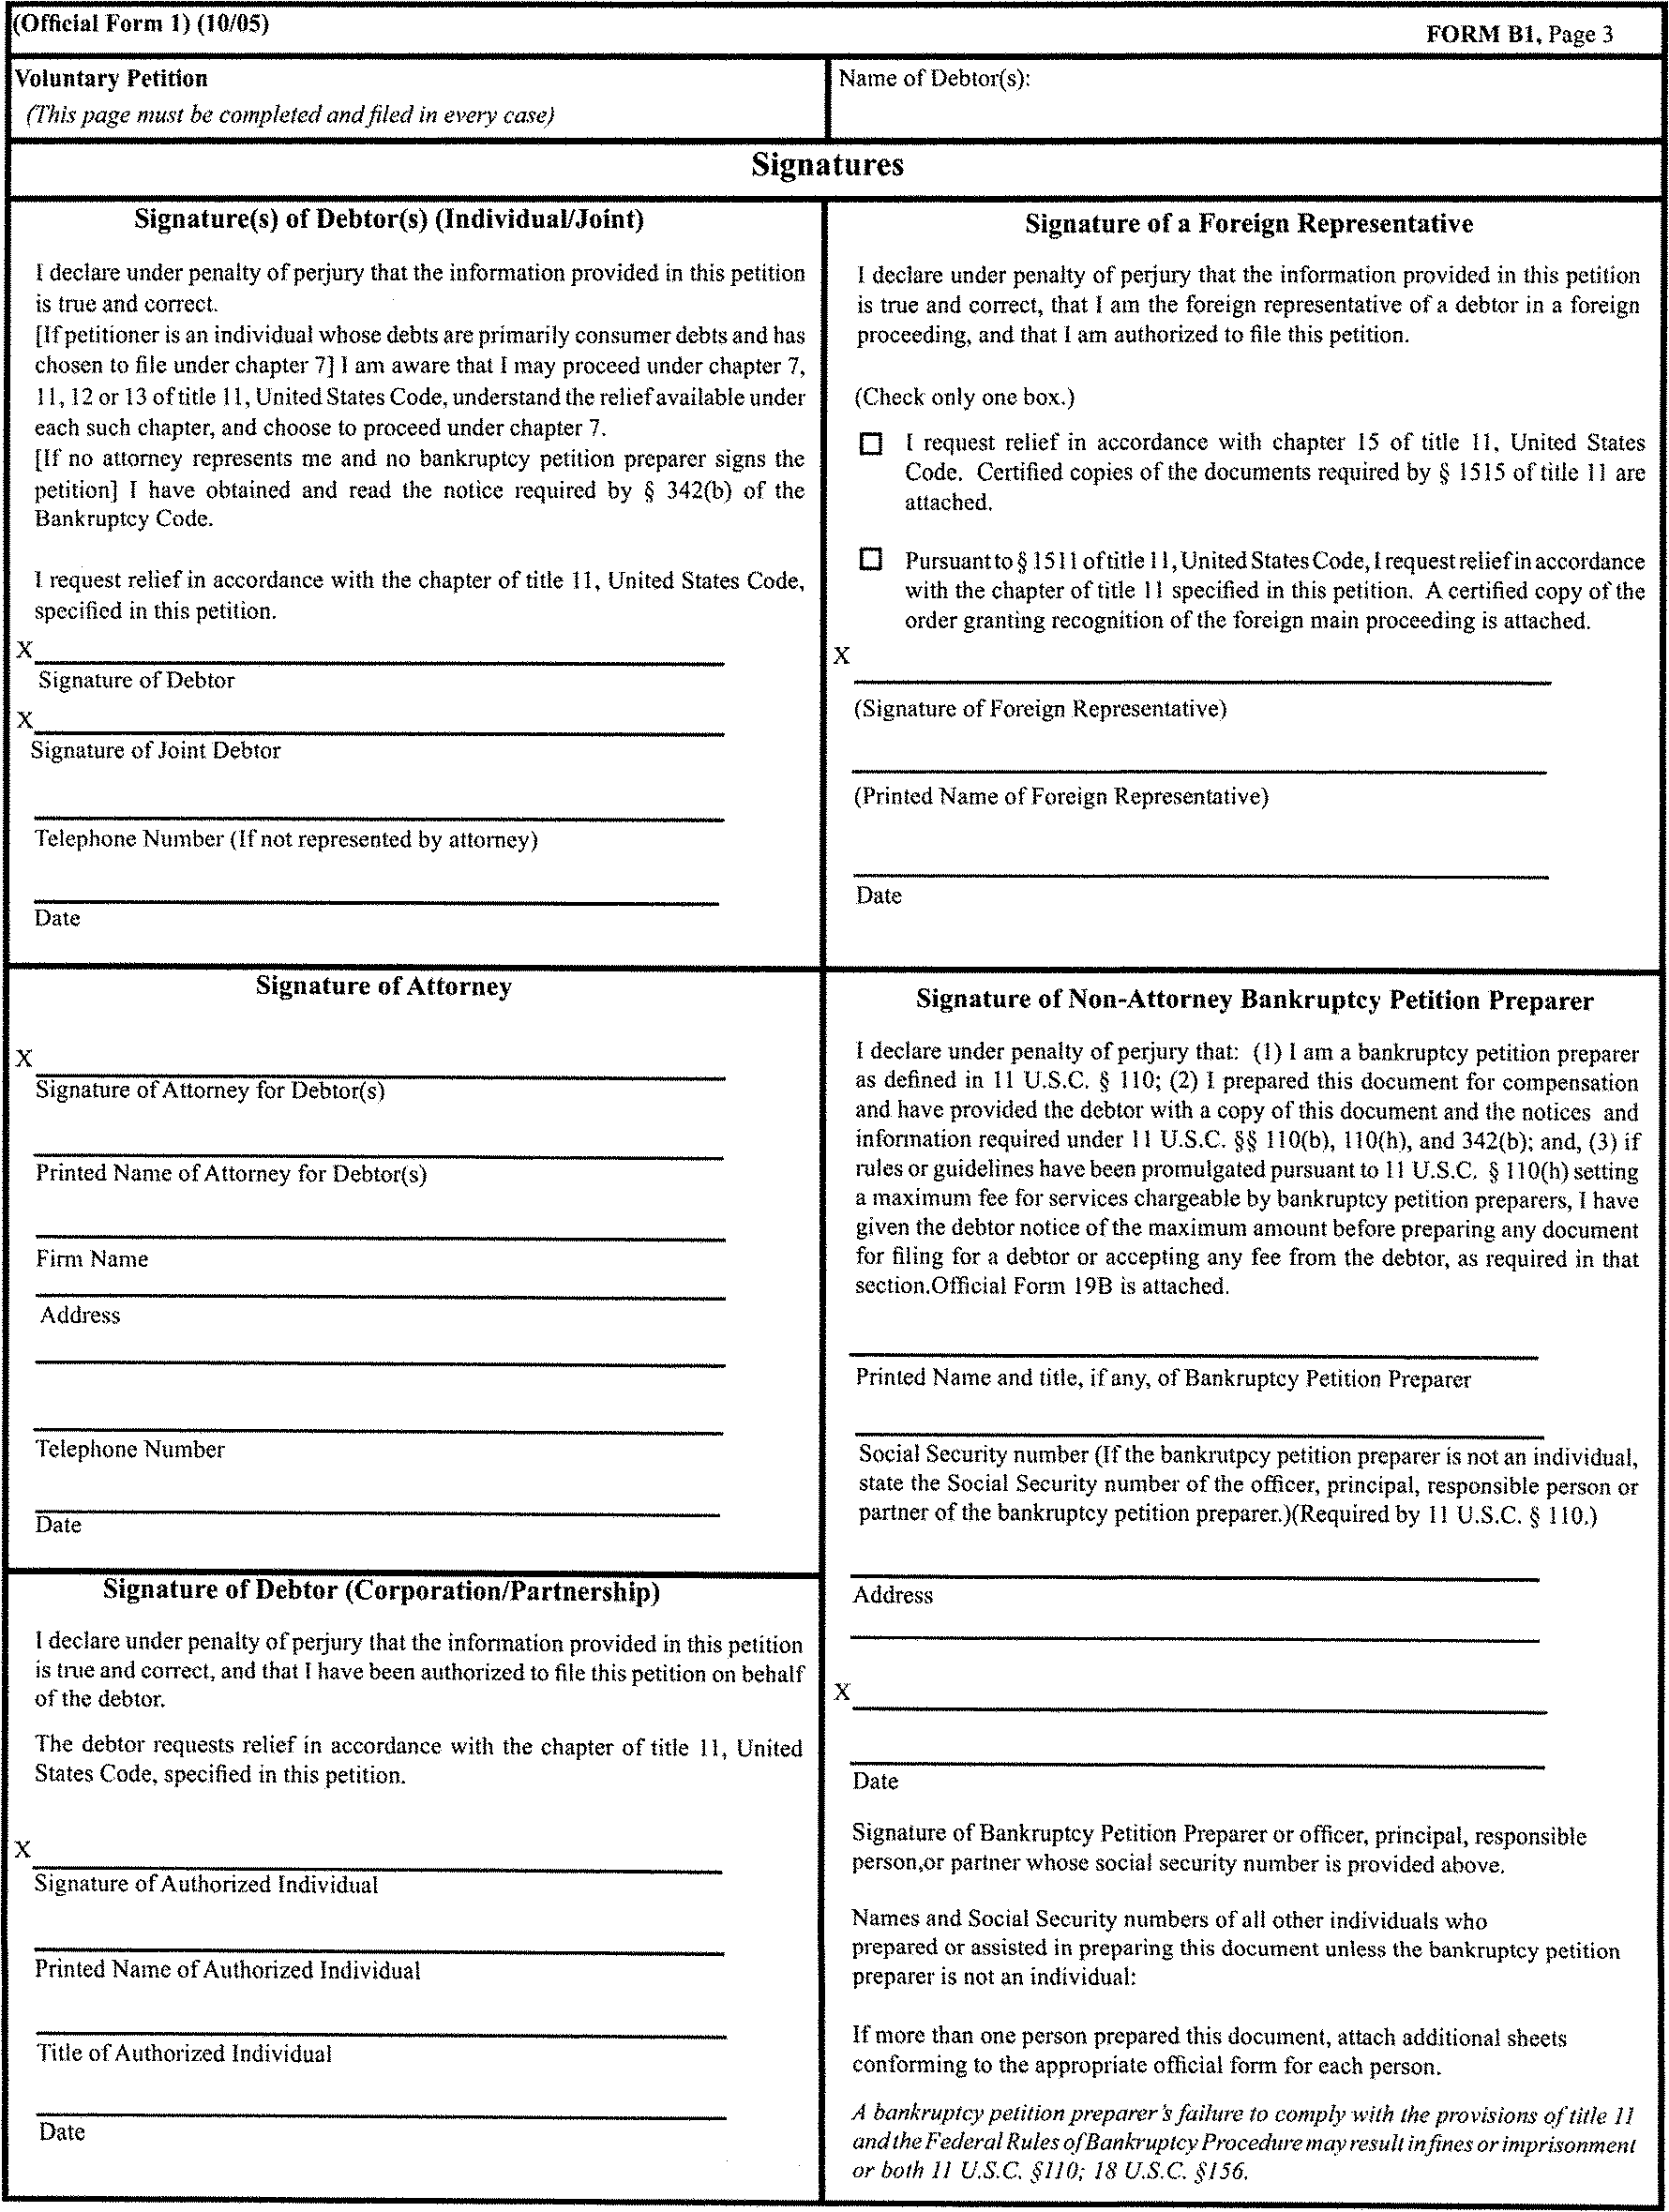 (Official Form 1) (10/05)
FORM B1, Page 3
Voluntary Petition
(This page must be completed and filed in every case)
Name of Debtor(s):
Signatures
Signature(s) of Debtor(s) (Individual/Joint)
I declare under penalty of perjury that the information provided in this petition
is true and correct.
[If petitioner is an individual whose debts are primarily consumer debts and has
chosen to file under chapter 7] I am aware that I may proceed under chapter 7,
11, 12 or 13 of title 11, United States Code, understand the relief available under
each such chapter, and choose to proceed under chapter 7.
[If no attorney represents me and no bankruptcy petition preparer signs the
petition] I have obtained and read the notice required by § 342(b) of the
Bankruptcy Code.
I request relief in accordance with the chapter of title 11, United States Code,
specified in this petition.
X
Signature of Debtor
X
Signature of Joint Debtor
Telephone Number (If not represented by attorney)
Date
Signature of a Foreign Representative
I declare under penalty of perjury that the information provided in this petition
is true and correct, that I am the foreign representative of a debtor in a foreign
proceeding, and that I am authorized to file this petition.
(Check only one box.)
I request relief in accordance with chapter 15 of title 11, United States
Code. Certified copies of the documents required by § 1515 of title 11 are
attached.
Pursuant to § 1511 of title 11, United States Code, I request relief in accordance
with the chapter of title 11 specified in this petition. A certified copy of the
order granting recognition of the foreign main proceeding is attached.
X
(Signature of Foreign Representative)
(Printed Name of Foreign Representative)
Date
Signature of Attorney
X
Signature of Attorney for Debtor(s)
Printed Name of Attorney for Debtor(s)
Firm Name
Address
Telephone Number
Date
Signature of Debtor (Corporation/Partnership)
I declare under penalty of perjury that the information provided in this petition
is true and correct, and that I have been authorized to file this petition on behalf
of the debtor.
The debtor requests relief in accordance with the chapter of title 11, United
States Code, specified in this petition.
X
Signature of Authorized Individual
Printed Name of Authorized Individual
Title of Authorized Individual
Date
Signature of Non-Attorney Bankruptcy Petition Preparer
I declare under penalty of perjury that: (1) I am a bankruptcy petition preparer
as defined in 11 U.S.C. § 110; (2) I prepared this document for compensation
and have provided the debtor with a copy of this document and the notices and
information required under 11 U.S.C. §§ 110(b), 110(h), and 342(b); and, (3) if
rules or guidelines have been promulgated pursuant to 11 U.S.C. § 110(h) setting
a maximum fee for services chargeable by bankruptcy petition preparers, I have
given the debtor notice of the maximum amount before preparing any document
for filing for a debtor or accepting any fee from the debtor, as required in that
section.Official Form 19B is attached.
Printed Name and title, if any, of Bankruptcy Petition Preparer
Social Security number (If the bankrutpcy petition preparer is not an individual,
state the Social Security number of the officer, principal, responsible person or
partner of the bankruptcy petition preparer.)(Required by 11 U.S.C. § 110.)
Address
X
Date
Signature of Bankruptcy Petition Preparer or officer, principal, responsible
person,or partner whose social security number is provided above.
Names and Social Security numbers of all other individuals who
prepared or assisted in preparing this document unless the bankruptcy petition
preparer is not an individual:
If more than one person prepared this document, attach additional sheets
conforming to the appropriate official form for each person.
A bankruptcy petition preparer's failure to comply with the provisions of title 11
and the Federal Rules of Bankruptcy Procedure may result in fines or imprisonment
or both 11 U.S.C. §110; 18 U.S.C. §156.